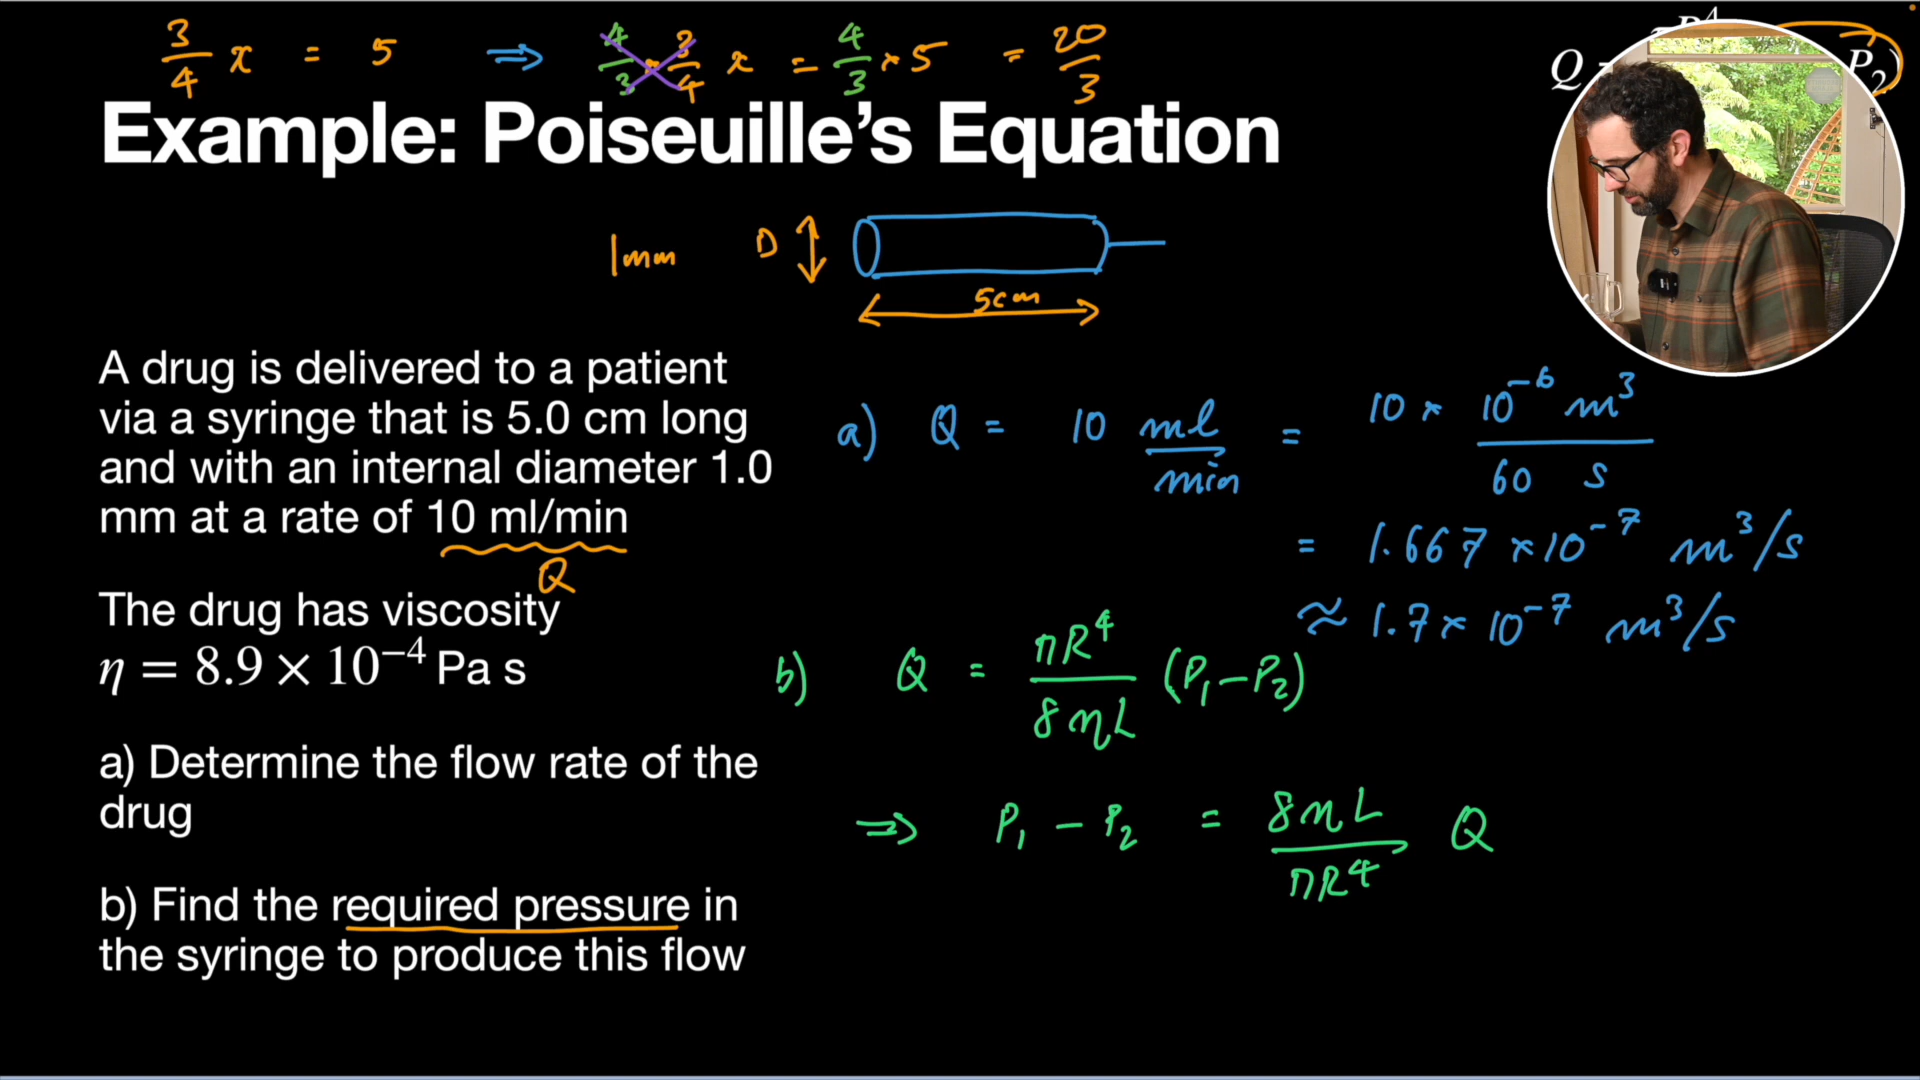 3/4 x = 5 ⇒ 4/3 × 3/4 x = 4/3 × 5 = 20/3
Q = P₂)
Example: Poiseuille’s Equation
1mm D
5cm
A drug is delivered to a patient
via a syringe that is 5.0 cm long
and with an internal diameter 1.0
mm at a rate of 10 ml/min
Q
The drug has viscosity
η = 8.9 × 10⁻⁴ Pa s
a) Determine the flow rate of the
drug
b) Find the required pressure in
the syringe to produce this flow
a) Q = 10 ml/min = 10 × 10⁻⁶ m³ / 60 s
= 1.667 × 10⁻⁷ m³/s
≈ 1.7 × 10⁻⁷ m³/s
b) Q = πR⁴/8ηL (P₁ − P₂)
⇒ P₁ − P₂ = 8ηL/πR⁴ Q